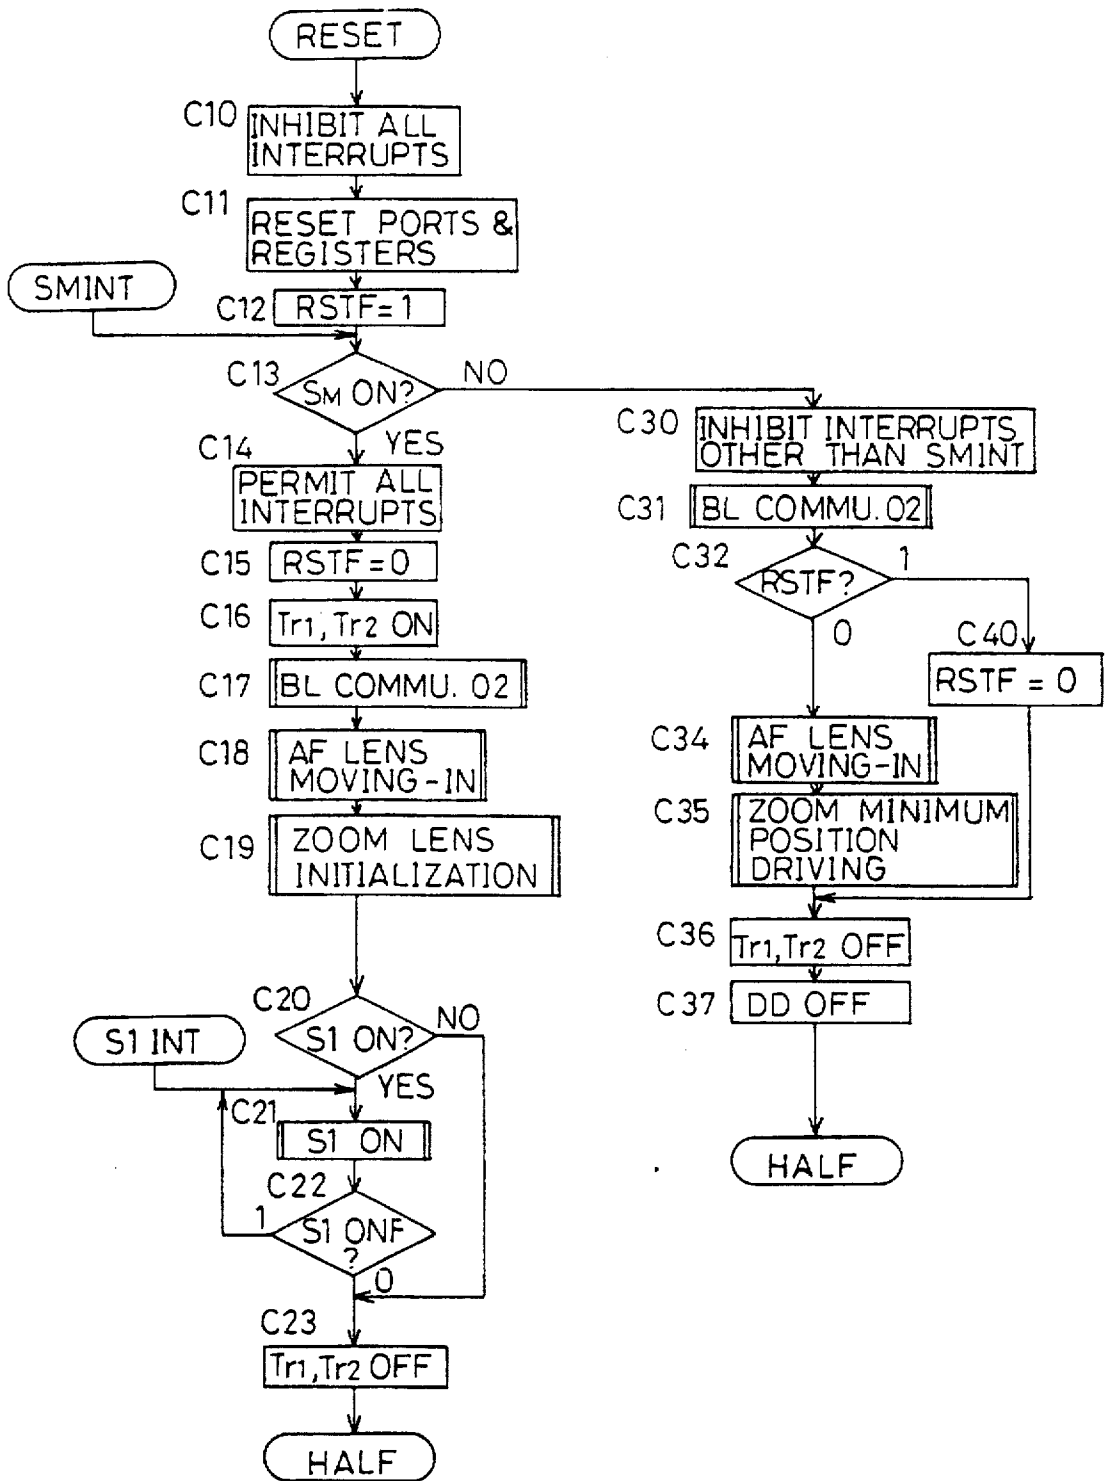 RESET
C10
INHIBIT ALL
INTERRUPTS
C11
RESET PORTS &
REGISTERS
SMINT
C12
RSTF=1
C13
SM ON?
NO
YES
C14
PERMIT ALL
INTERRUPTS
C15
RSTF=0
C16
Tr1, Tr2 ON
C17
BL COMMU. 02
C18
AF LENS
MOVING-IN
C19
ZOOM LENS
INITIALIZATION
C20
S1 ON?
NO
YES
S1 INT
C21
S1 ON
C22
S1 ONF
?
1
0
C23
Tr1, Tr2 OFF
HALF
C30
INHIBIT INTERRUPTS
OTHER THAN SMINT
C31
BL COMMU. 02
C32
RSTF?
1
0
C40
RSTF = 0
C34
AF LENS
MOVING-IN
C35
ZOOM MINIMUM
POSITION
DRIVING
C36
Tr1, Tr2 OFF
C37
DD OFF
HALF